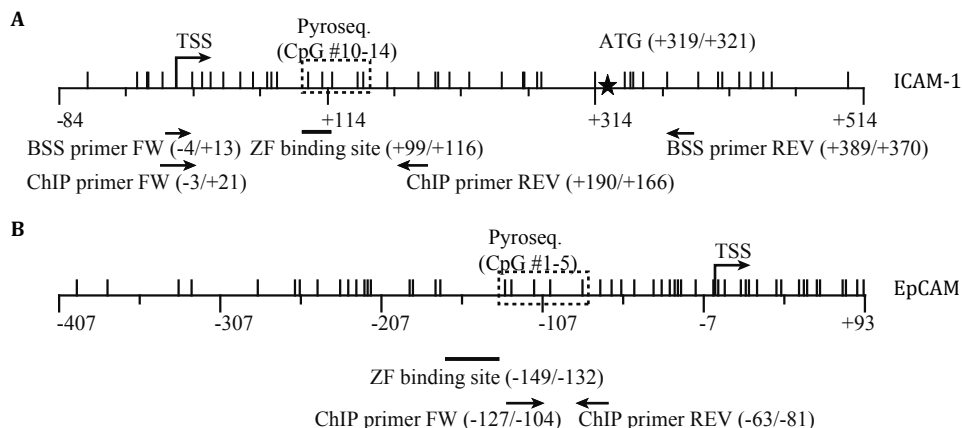 A
Pyroseq.
(CpG #10-14)
TSS
ATG (+319/+321)
ICAM-1
-84
+114
+314
+514
BSS primer FW (-4/+13)
ZF binding site (+99/+116)
BSS primer REV (+389/+370)
ChIP primer FW (-3/+21)
ChIP primer REV (+190/+166)
B
Pyroseq.
(CpG #1-5)
TSS
EpCAM
-407
-307
-207
-107
-7
+93
ZF binding site (-149/-132)
ChIP primer FW (-127/-104)
ChIP primer REV (-63/-81)